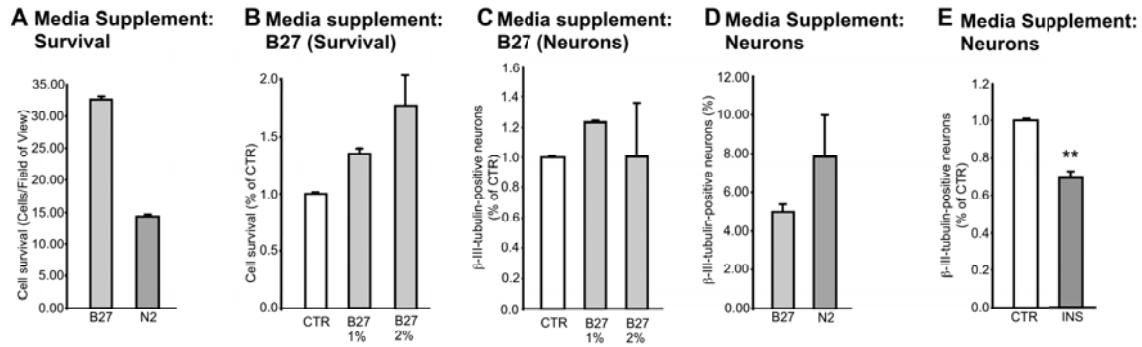 A Media Supplement:
Survival
Cell survival (Cells/Field of View)
35.00
30.00
25.00
20.00
15.00
10.00
5.00
0.00
B27 N2
B Media supplement:
B27 (Survival)
Cell survival (% of CTR)
2.0
1.5
1.0
0.5
0.0
CTR B27 B27
1% 2%
C Media supplement:
B27 (Neurons)
β-III-tubulin-positive neurons
(% of CTR)
1.6
1.4
1.2
1.0
0.8
0.6
0.4
0.2
0.0
CTR B27 B27
1% 2%
D Media Supplement:
Neurons
β-III-tubulin-positive neurons (%)
12.00
10.00
8.00
6.00
4.00
2.00
0.00
B27 N2
E Media Supplement:
Neurons
β-III-tubulin-positive neurons
(% of CTR)
1.2
1.0
0.8
0.6
0.4
0.2
0.0
**
CTR INS